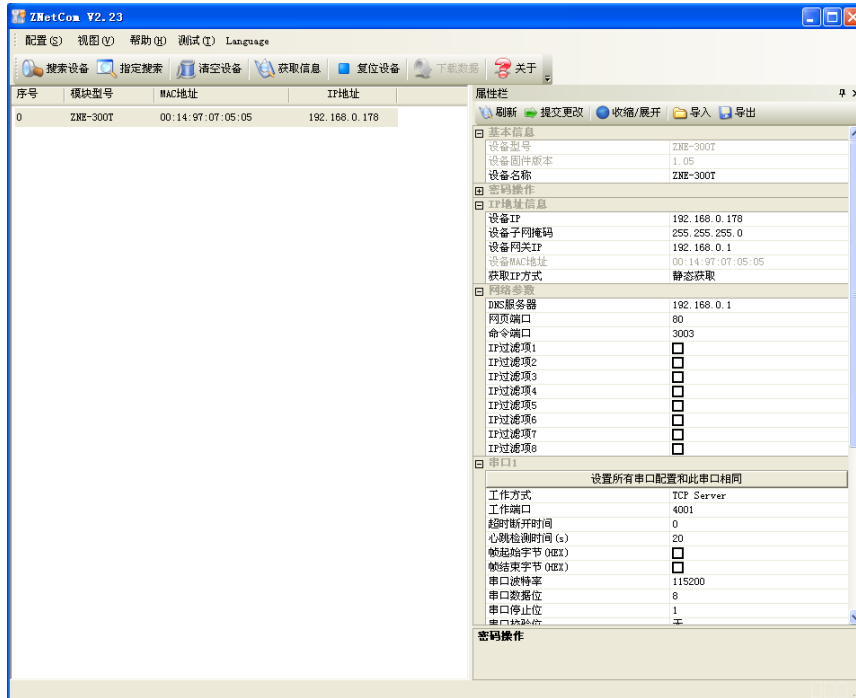 ZNetCom V2.23
配置(S) 视图(V) 帮助(H) 测试(T) Language
搜索设备 指定搜索 清空设备 获取信息 复位设备 下载数据 关于
序号 模块型号 MAC地址 IP地址
0 ZNE-300T 00:14:97:07:05:05 192.168.0.178
属性栏
刷新 提交更改 收缩/展开 导入 导出
基本信息
设备型号 ZNE-300T
设备固件版本 1.05
设备名称 ZNE-300T
密码操作
IP地址信息
设备IP 192.168.0.178
设备子网掩码 255.255.255.0
设备网关IP 192.168.0.1
设备MAC地址 00:14:97:07:05:05
获取IP方式 静态获取
网络参数
DNS服务器 192.168.0.1
网页端口 80
命令端口 3003
IP过滤项1
IP过滤项2
IP过滤项3
IP过滤项4
IP过滤项5
IP过滤项6
IP过滤项7
IP过滤项8
串口1
设置所有串口配置和此串口相同
工作方式 TCP Server
工作端口 4001
超时断开时间 0
心跳检测时间(s) 20
帧起始字节(HEX)
帧结束字节(HEX)
串口波特率 115200
串口数据位 8
串口停止位 1
串口校验位 无
密码操作